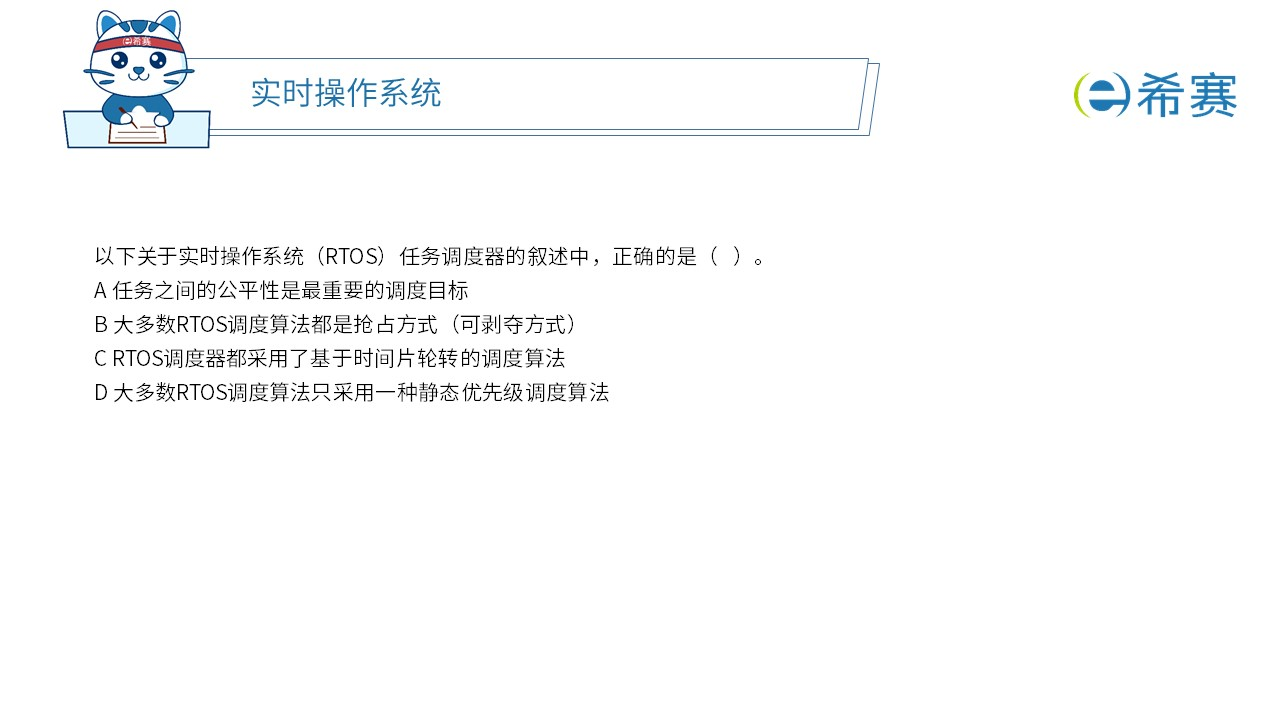 希赛
实时操作系统
希赛
以下关于实时操作系统（RTOS）任务调度器的叙述中，正确的是（ ）。
A 任务之间的公平性是最重要的调度目标
B 大多数RTOS调度算法都是抢占方式（可剥夺方式）
C RTOS调度器都采用了基于时间片轮转的调度算法
D 大多数RTOS调度算法只采用一种静态优先级调度算法